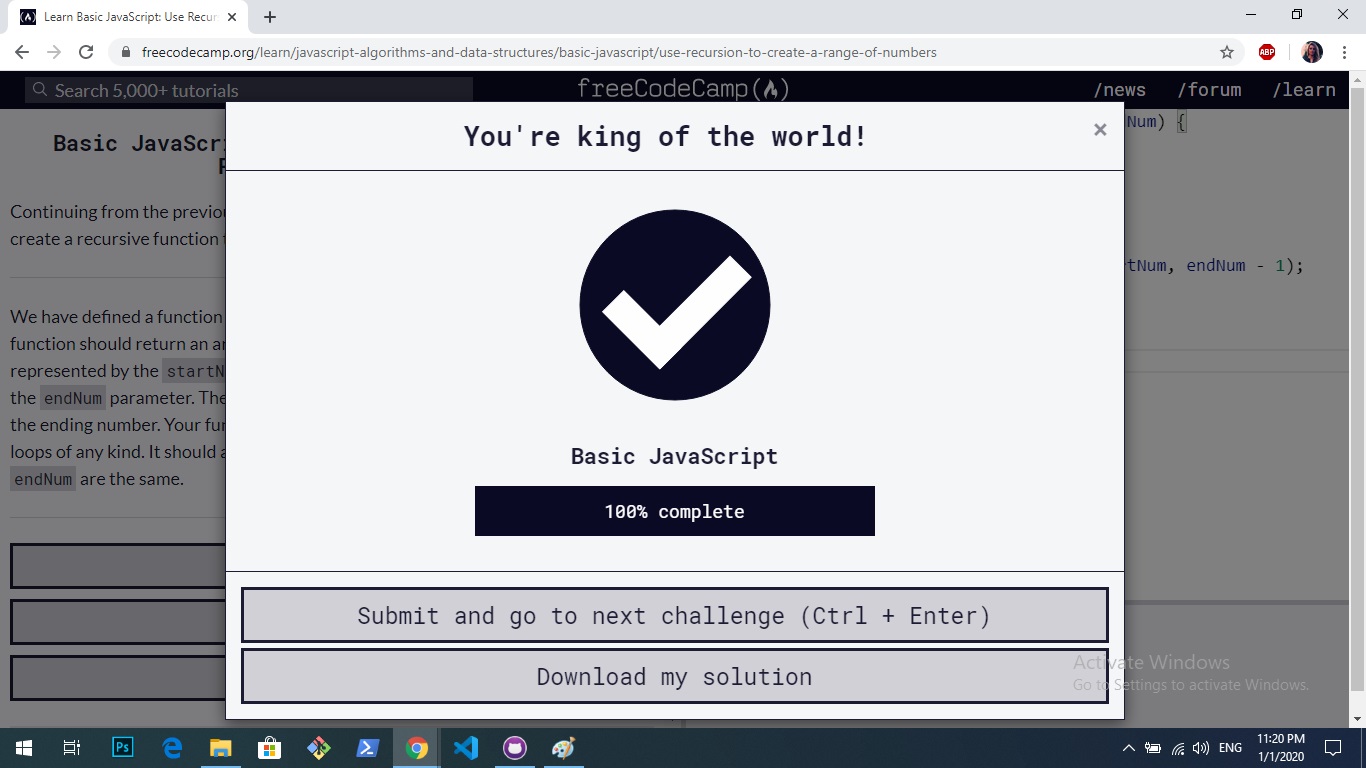 Learn Basic JavaScript: Use Recur
freecodecamp.org/learn/javascript-algorithms-and-data-structures/basic-javascript/use-recursion-to-create-a-range-of-numbers
ABP
Search 5,000+ tutorials
freeCodeCamp
/news /forum /learn
You're king of the world!
×
Basic JavaScr
Continuing from the previou
create a recursive function
We have defined a function
function should return an ar
represented by the startN
the endNum parameter. The
the ending number. Your fun
loops of any kind. It should a
endNum are the same.
Num) {
tNum, endNum - 1);
Basic JavaScript
100% complete
Submit and go to next challenge (Ctrl + Enter)
Download my solution
Activate Windows
Go to Settings to activate Windows.
Ps
ENG
11:20 PM
1/1/2020